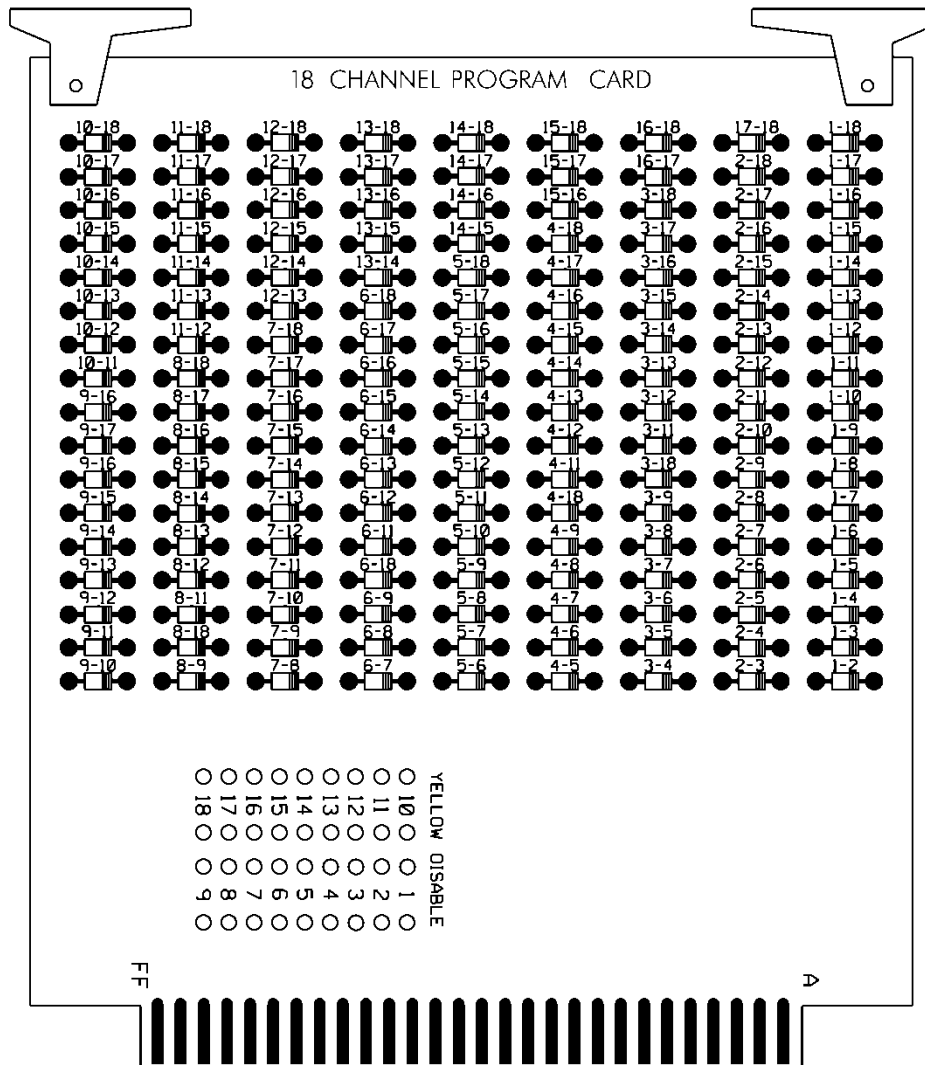 18 CHANNEL PROGRAM CARD
10-18 11-18 12-18 13-18 14-18 15-18 16-18 17-18 1-18
10-17 11-17 12-17 13-17 14-17 15-17 16-17 2-18 1-17
10-16 11-16 12-16 13-16 14-16 15-16 3-18 2-17 1-16
10-15 11-15 12-15 13-15 14-15 4-18 3-17 2-16 1-15
10-14 11-14 12-14 13-14 5-18 4-17 3-16 2-15 1-14
10-13 11-13 12-13 6-18 5-17 4-16 3-15 2-14 1-13
10-12 11-12 7-18 6-17 5-16 4-15 3-14 2-13 1-12
10-11 8-18 7-17 6-16 5-15 4-14 3-13 2-12 1-11
9-16 8-17 7-16 6-15 5-14 4-13 3-12 2-11 1-10
9-17 8-16 7-15 6-14 5-13 4-12 3-11 2-10 1-9
9-16 8-15 7-14 6-13 5-12 4-11 3-18 2-9 1-8
9-15 8-14 7-13 6-12 5-11 4-18 3-9 2-8 1-7
9-14 8-13 7-12 6-11 5-10 4-9 3-8 2-7 1-6
9-13 8-12 7-11 6-18 5-9 4-8 3-7 2-6 1-5
9-12 8-11 7-10 6-9 5-8 4-7 3-6 2-5 1-4
9-11 8-18 7-9 6-8 5-7 4-6 3-5 2-4 1-3
9-10 8-9 7-8 6-7 5-6 4-5 3-4 2-3 1-2
YELLOW DISABLE
10 1
11 2
12 3
13 4
14 5
15 6
16 7
17 8
18 9
FF
A